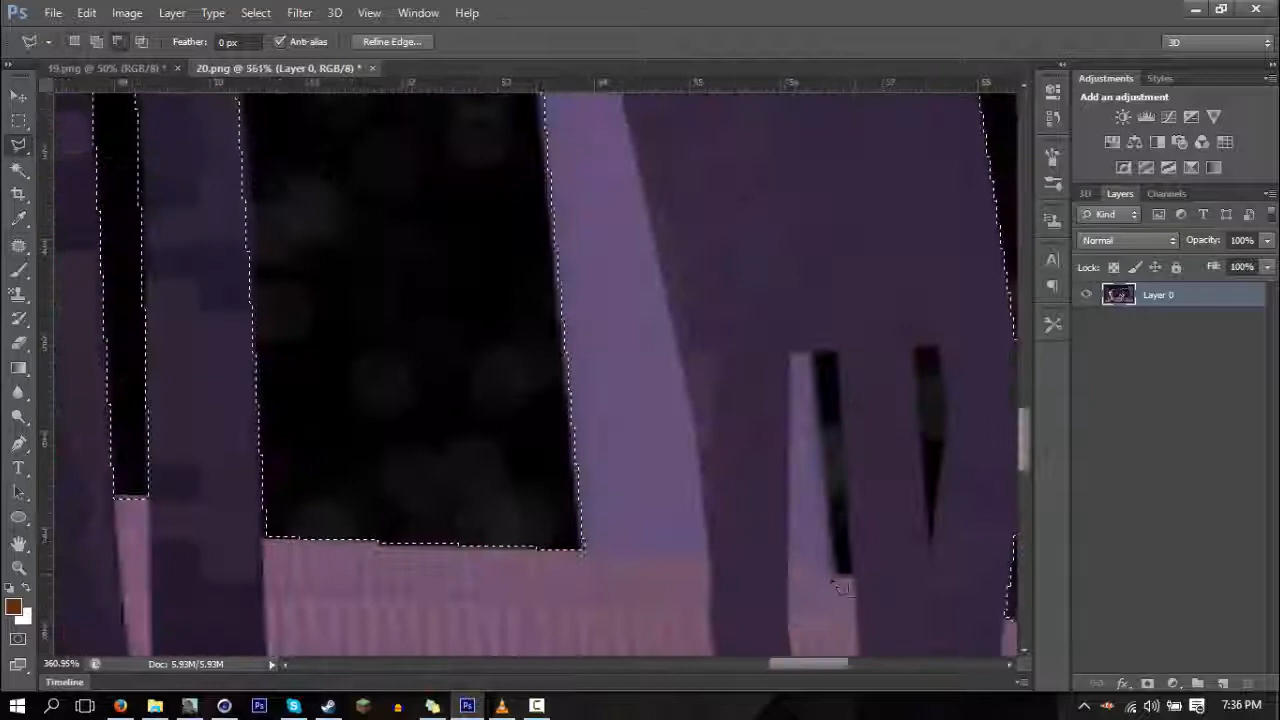 Ps File Edit Image Layer Type Select Filter 3D View Window Help
Feather: 0 px Anti-alias Refine Edge... 3D
19.png @ 50% (RGB/8) * × 20.png @ 361% (Layer 0, RGB/8) * ×
Adjustments Styles
Add an adjustment
3D Layers Channels
Kind
Normal Opacity: 100%
Lock: Fill: 100%
Layer 0
360.95% Doc: 5.93M/5.93M
Timeline
7:36 PM